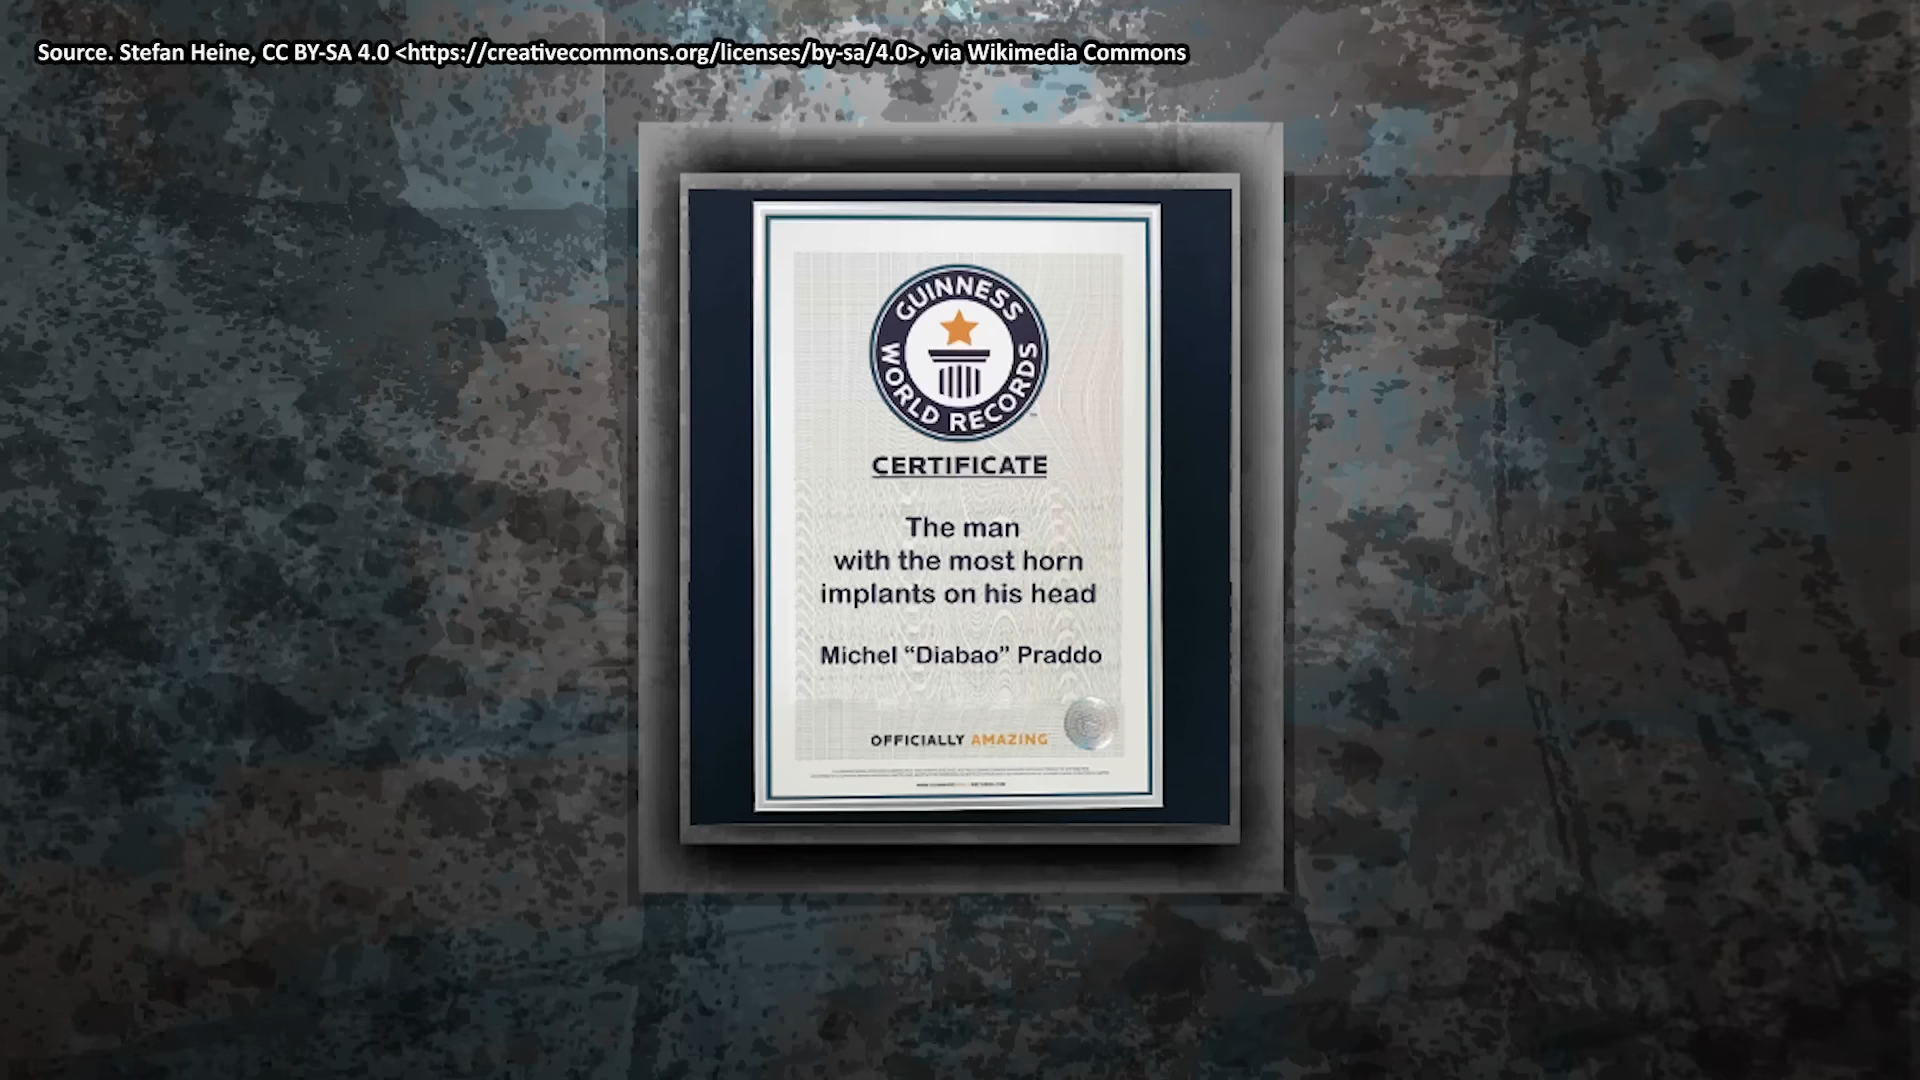 Source. Stefan Heine, CC BY-SA 4.0 <https://creativecommons.org/licenses/by-sa/4.0>, via Wikimedia Commons
GUINNESS
WORLD RECORDS
CERTIFICATE
The man
with the most horn
implants on his head
Michel “Diabao” Praddo
OFFICIALLY AMAZING